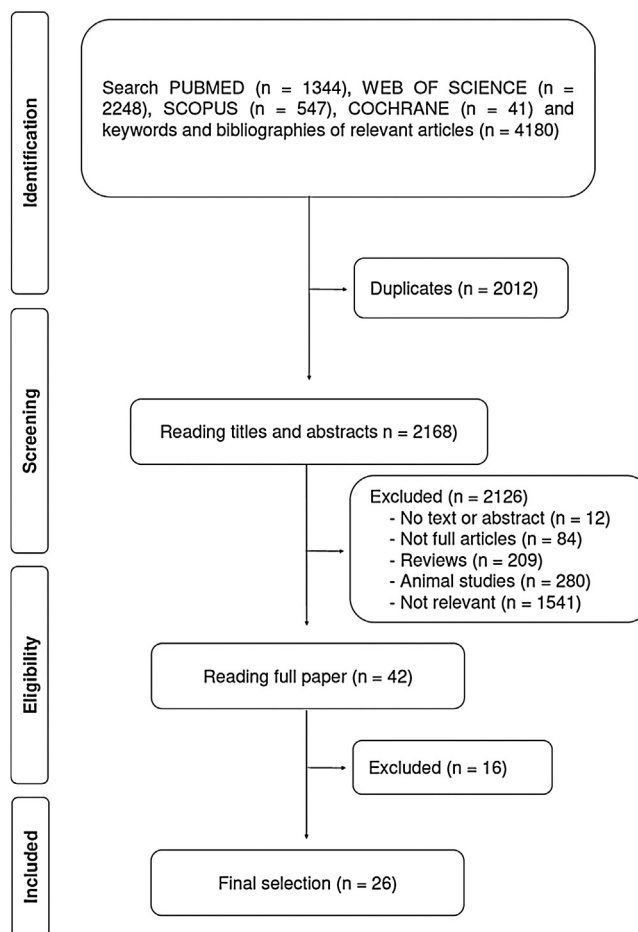 Identification
Search PUBMED (n = 1344), WEB OF SCIENCE (n =
2248), SCOPUS (n = 547), COCHRANE (n = 41) and
keywords and bibliographies of relevant articles (n = 4180)
Duplicates (n = 2012)
Screening
Reading titles and abstracts n = 2168)
Excluded (n = 2126)
- No text or abstract (n = 12)
- Not full articles (n = 84)
- Reviews (n = 209)
- Animal studies (n = 280)
- Not relevant (n = 1541)
Eligibility
Reading full paper (n = 42)
Excluded (n = 16)
Included
Final selection (n = 26)